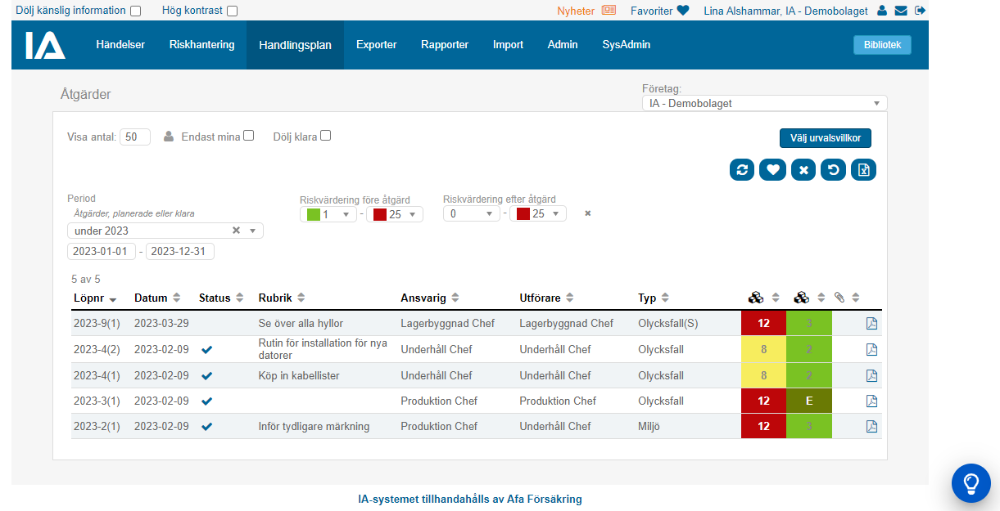 Dölj känslig information Hög kontrast Nyheter Favoriter Lina Alshammar, IA - Demobolaget
IA Händelser Riskhantering Handlingsplan Exporter Rapporter Import Admin SysAdmin Bibliotek
Åtgärder
Företag:
IA - Demobolaget
Visa antal: 50 Endast mina Dölj klara Välj urvalsvillkor
Period Riskvärdering före åtgärd Riskvärdering efter åtgärd
Åtgärder, planerade eller klara 1 - 25 0 - 25
under 2023
2023-01-01 - 2023-12-31
5 av 5
Löpnr Datum Status Rubrik Ansvarig Utförare Typ
2023-9(1) 2023-03-29 Se över alla hyllor Lagerbyggnad Chef Lagerbyggnad Chef Olycksfall(S) 12 3
2023-4(2) 2023-02-09 Rutin för installation för nya datorer Underhåll Chef Underhåll Chef Olycksfall 8 2
2023-4(1) 2023-02-09 Köp in kabellister Underhåll Chef Underhåll Chef Olycksfall 8 2
2023-3(1) 2023-02-09 Produktion Chef Produktion Chef Olycksfall 12 E
2023-2(1) 2023-02-09 Inför tydligare märkning Produktion Chef Underhåll Chef Miljö 12 3
IA-systemet tillhandahålls av Afa Försäkring